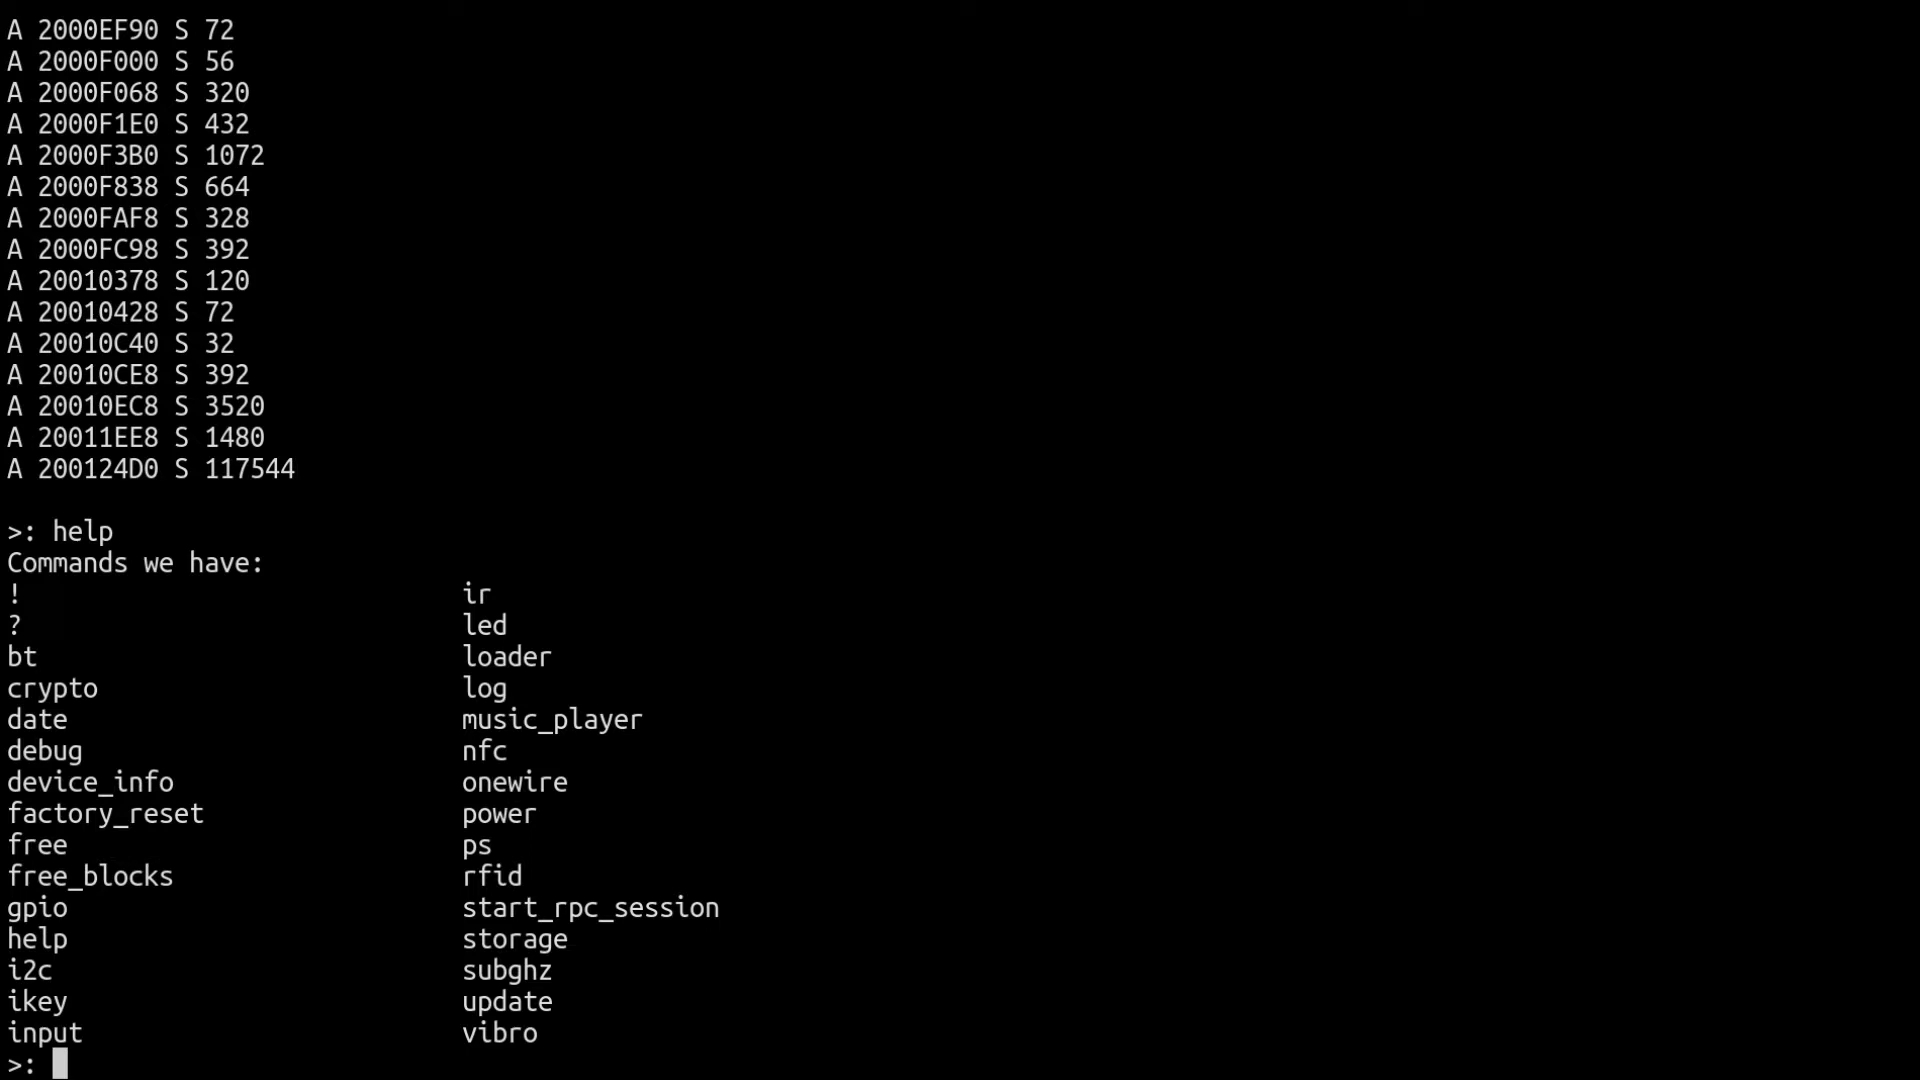 A 2000EF90 S 72
A 2000F000 S 56
A 2000F068 S 320
A 2000F1E0 S 432
A 2000F3B0 S 1072
A 2000F838 S 664
A 2000FAF8 S 328
A 2000FC98 S 392
A 20010378 S 120
A 20010428 S 72
A 20010C40 S 32
A 20010CE8 S 392
A 20010EC8 S 3520
A 20011EE8 S 1480
A 200124D0 S 117544
>: help
Commands we have:
! ir
? led
bt loader
crypto log
date music_player
debug nfc
device_info onewire
factory_reset power
free ps
free_blocks rfid
gpio start_rpc_session
help storage
i2c subghz
ikey update
input vibro
>: